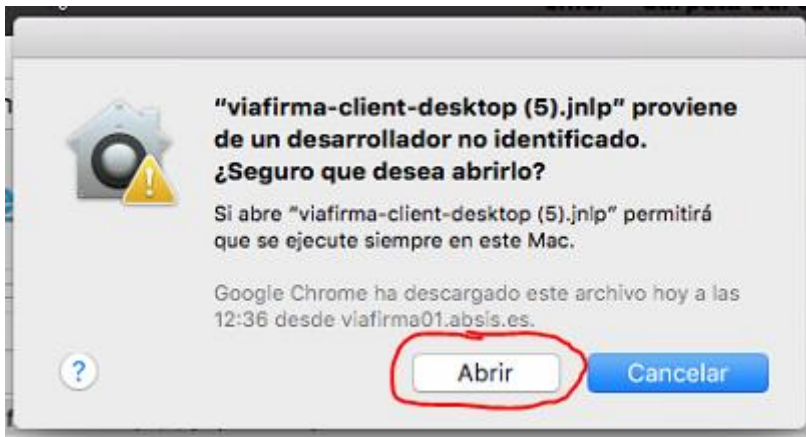 “viafirma-client-desktop (5).jnlp” proviene
de un desarrollador no identificado.
¿Seguro que desea abrirlo?
Si abre “viafirma-client-desktop (5).jnlp” permitirá
que se ejecute siempre en este Mac.
Google Chrome ha descargado este archivo hoy a las
12:36 desde viafirma01.absis.es.
?
Abrir
Cancelar